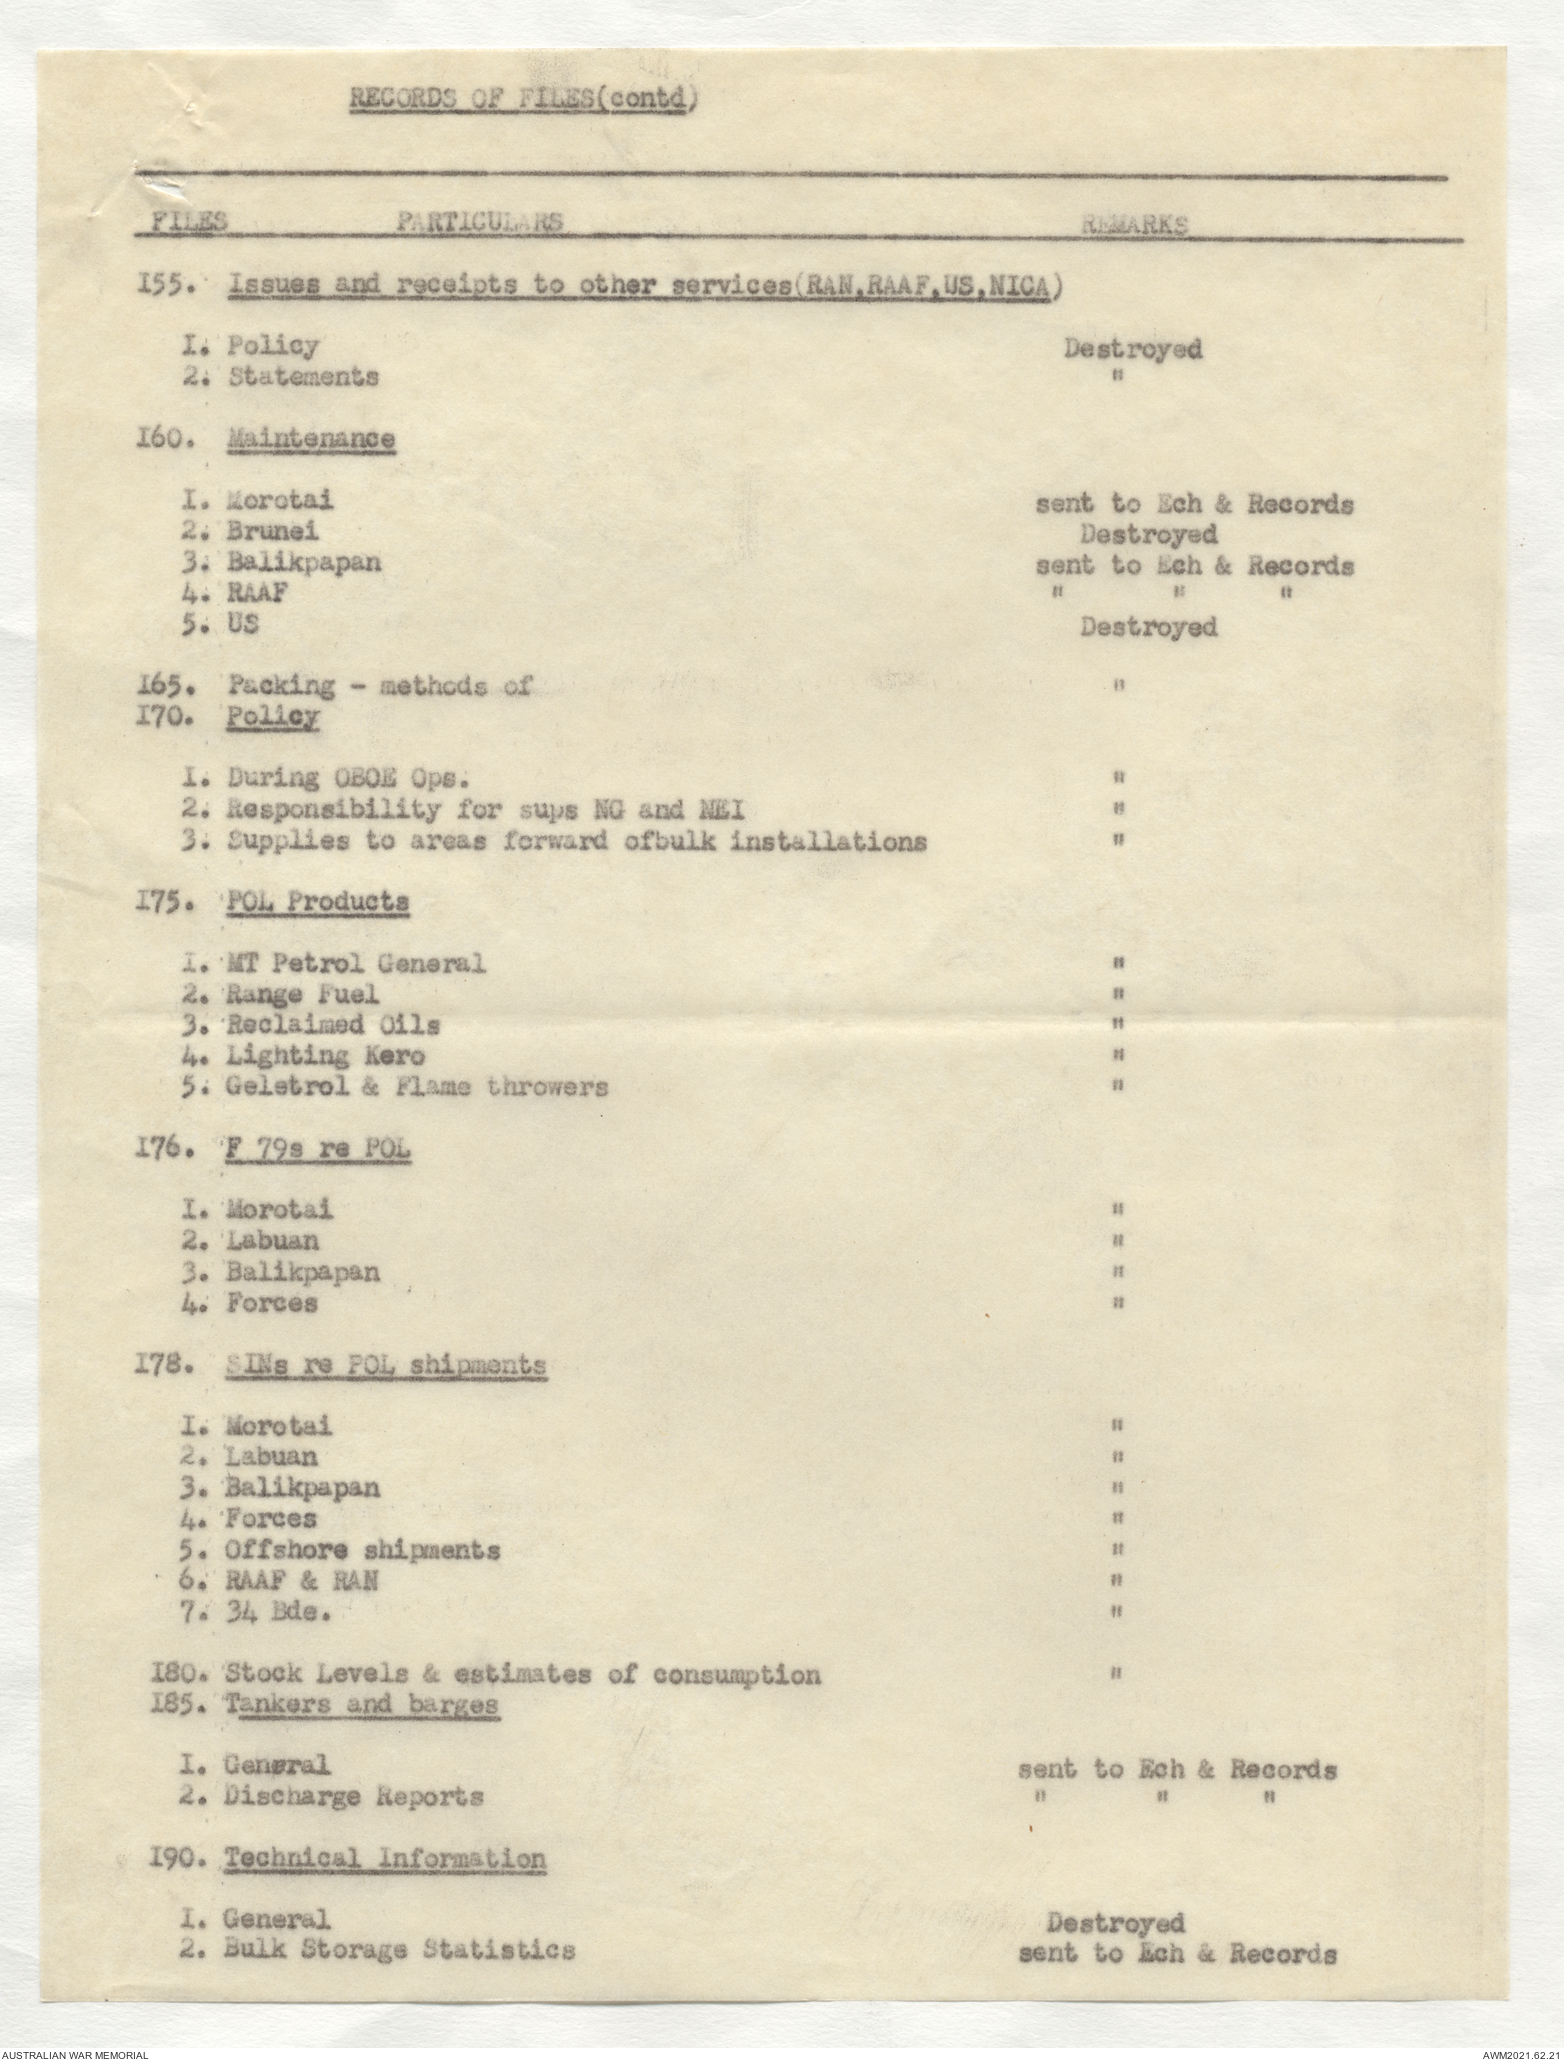 RECORDS OF FILES(contd)
FILES PARTICULARS REMARKS
I55. Issues and receipts to other services(RAN,RAAF,US,NICA)
I. Policy Destroyed
2. Statements "
I60. Maintenance
I. Morotai sent to Ech & Records
2. Brunei Destroyed
3. Balikpapan sent to Ech & Records
4. RAAF " " "
5. US Destroyed
I65. Packing - methods of "
I70. Policy
I. During OBOE Ops. "
2. Responsibility for sups NG and NEI "
3. Supplies to areas forward ofbulk installations "
I75. POL Products
I. MT Petrol General "
2. Range Fuel "
3. Reclaimed Oils "
4. Lighting Kero "
5. Geletrol & Flame throwers "
I76. F 79s re POL
I. Morotai "
2. Labuan "
3. Balikpapan "
4. Forces "
I78. SINs re POL shipments
I. Morotai "
2. Labuan "
3. Balikpapan "
4. Forces "
5. Offshore shipments "
6. RAAF & RAN "
7. 34 Bde. "
I80. Stock Levels & estimates of consumption "
I85. Tankers and barges
I. General sent to Ech & Records
2. Discharge Reports " " "
I90. Technical Information
I. General Destroyed
2. Bulk Storage Statistics sent to Ech & Records
AUSTRALIAN WAR MEMORIAL AWM2021.62.21